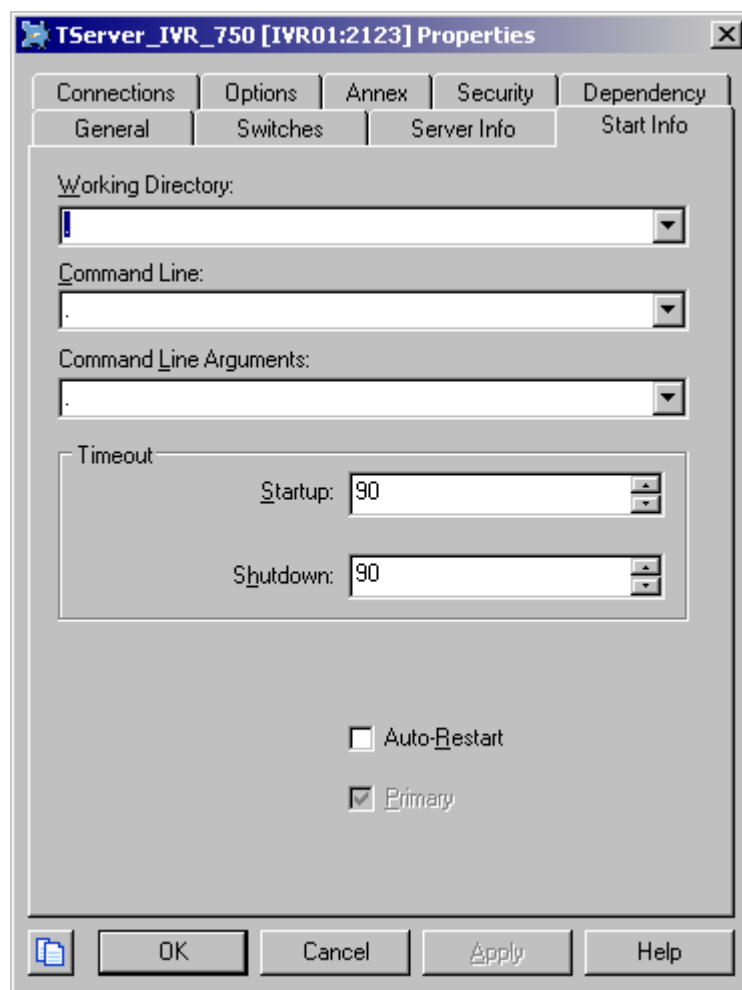 TServer_IVR_750 [IVR01:2123] Properties
Connections Options Annex Security Dependency
General Switches Server Info Start Info
Working Directory:
.
Command Line:
.
Command Line Arguments:
.
Timeout
Startup: 90
Shutdown: 90
Auto-Restart
Primary
OK Cancel Apply Help